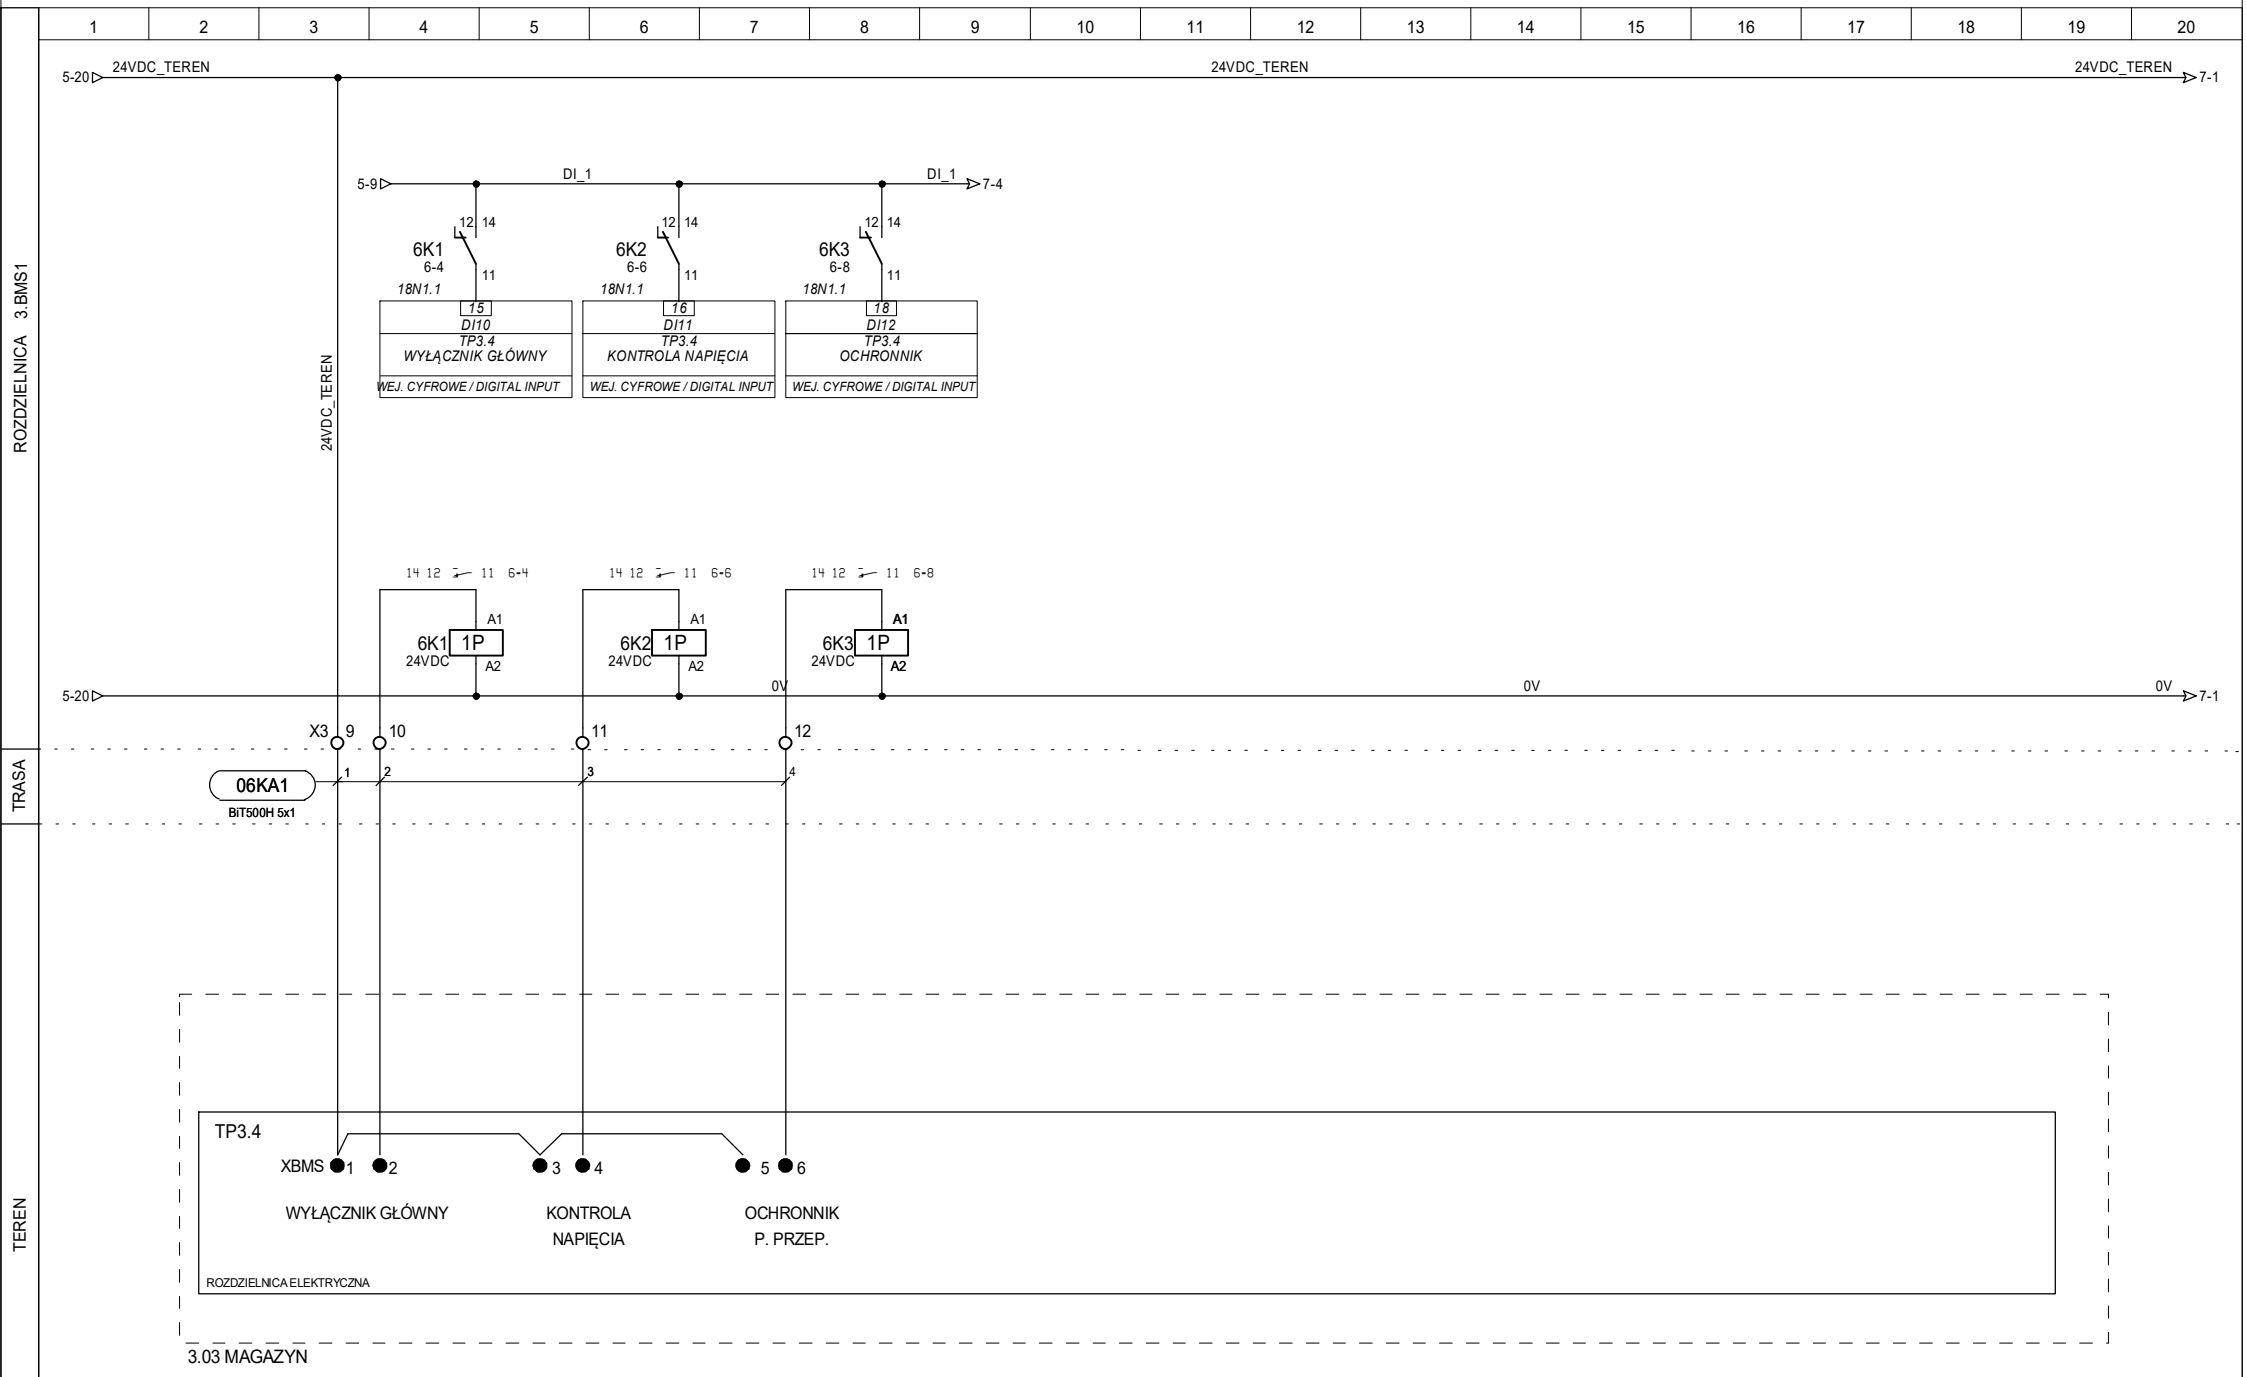 1 2 3 4 5 6 7 8 9 10 11 12 13 14 15 16 17 18 19 20
5-20 24VDC_TEREN 24VDC_TEREN 24VDC_TEREN 7-1
5-9 DI_1 DI_1 7-4
12 14 12 14 12 14
6K1 6K2 6K3
6-4 6-6 6-8
11 11 11
18N1.1 18N1.1 18N1.1
15 16 18
DI10 DI11 DI12
TP3.4 TP3.4 TP3.4
WYŁĄCZNIK GŁÓWNY KONTROLA NAPIĘCIA OCHRONNIK
WEJ. CYFROWE / DIGITAL INPUT WEJ. CYFROWE / DIGITAL INPUT WEJ. CYFROWE / DIGITAL INPUT
ROZDZIELNICA 3.BMS1
24VDC_TEREN
14 12 11 6-4 14 12 11 6-6 14 12 11 6-8
A1 A1 A1
6K1 1P 6K2 1P 6K3 1P
24VDC A2 24VDC A2 24VDC A2
5-20 0V 0V 0V 7-1
X3 9 10 11 12
TRASA
06KA1 1 2 3 4
BiT500H 5x1
TEREN
TP3.4
XBMS 1 2 3 4 5 6
WYŁĄCZNIK GŁÓWNY KONTROLA OCHRONNIK
NAPIĘCIA P. PRZEP.
ROZDZIELNICA ELEKTRYCZNA
3.03 MAGAZYN